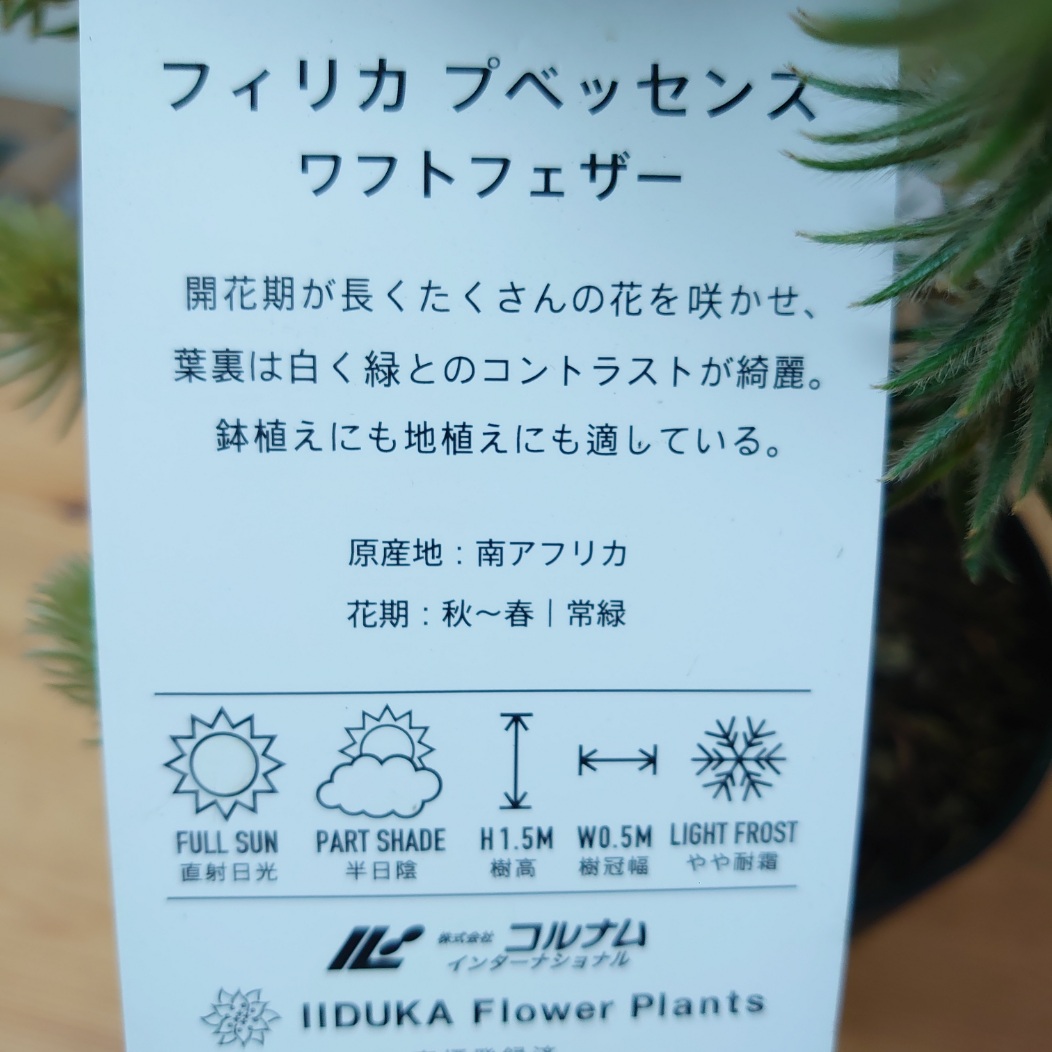 フィリカ プベッセンス
ワフトフェザー
開花期が長くたくさんの花を咲かせ、
葉裏は白く緑とのコントラストが綺麗。
鉢植えにも地植えにも適している。
原産地：南アフリカ
花期：秋〜春｜常緑
FULL SUN PART SHADE H1.5M W0.5M LIGHT FROST
直射日光 半日陰 樹高 樹冠幅 やや耐霜
株式会社 コルナム
インターナショナル
IIDUKA Flower Plants